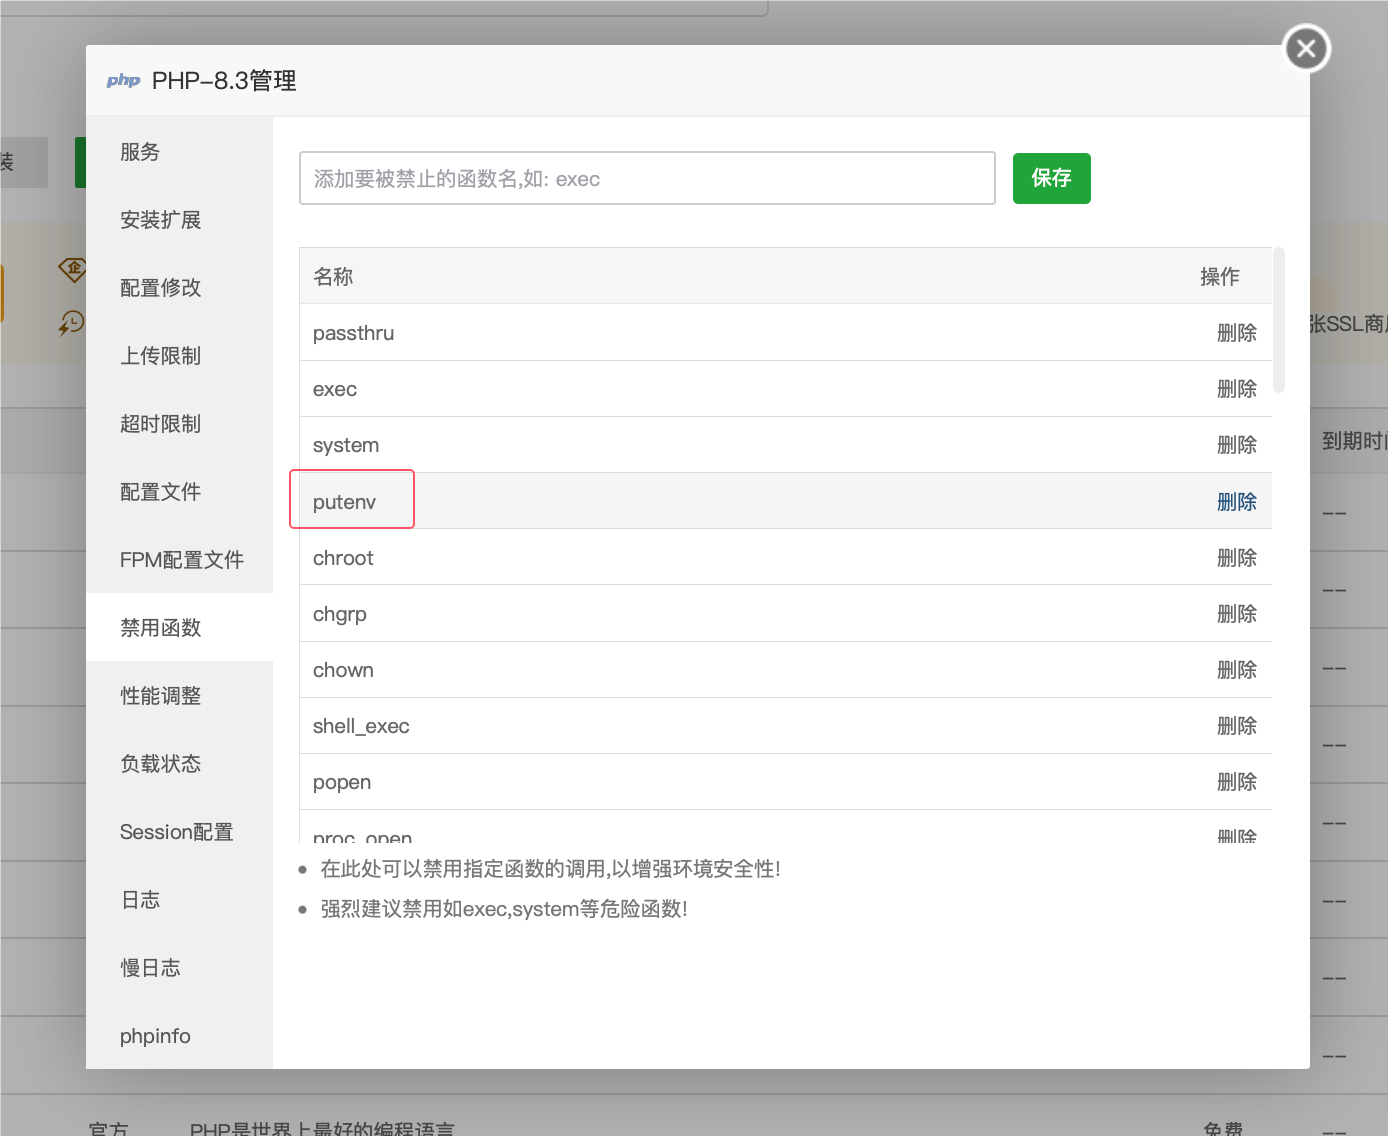 php PHP-8.3管理
装
服务
安装扩展
配置修改
上传限制
超时限制
配置文件
FPM配置文件
禁用函数
性能调整
负载状态
Session配置
日志
慢日志
phpinfo
添加要被禁止的函数名,如: exec
保存
名称 操作
passthru 删除
exec 删除
system 删除
putenv 删除
chroot 删除
chgrp 删除
chown 删除
shell_exec 删除
popen 删除
proc_open 删除
在此处可以禁用指定函数的调用,以增强环境安全性!
强烈建议禁用如exec,system等危险函数!
企
张SSL商
到期时间
--
--
--
--
--
--
--
--
官方 PHP是世界上最好的编程语言 免费 --